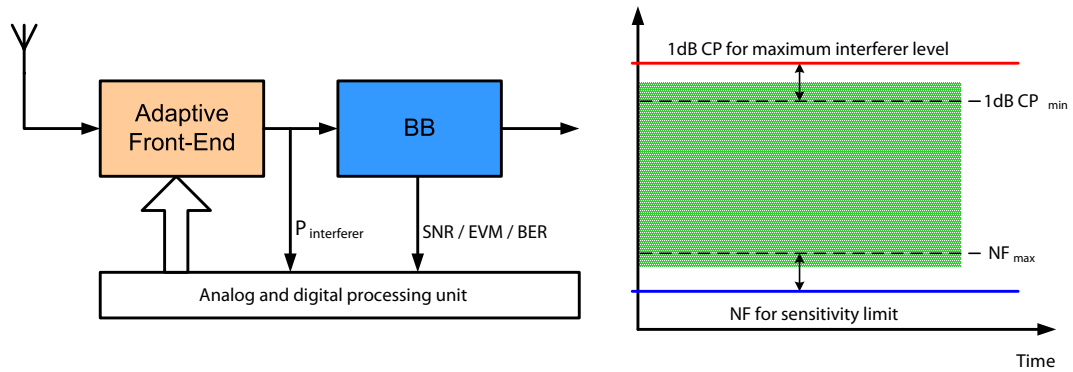 Adaptive
Front-End
BB
P interferer
SNR / EVM / BER
Analog and digital processing unit
1dB CP for maximum interferer level
1dB CP min
NF max
NF for sensitivity limit
Time